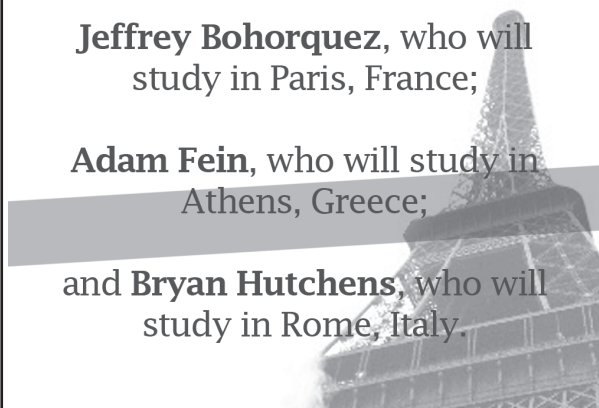 Jeffrey Bohorquez, who will
study in Paris, France;
Adam Fein, who will study in
Athens, Greece;
and Bryan Hutchens, who will
study in Rome, Italy.